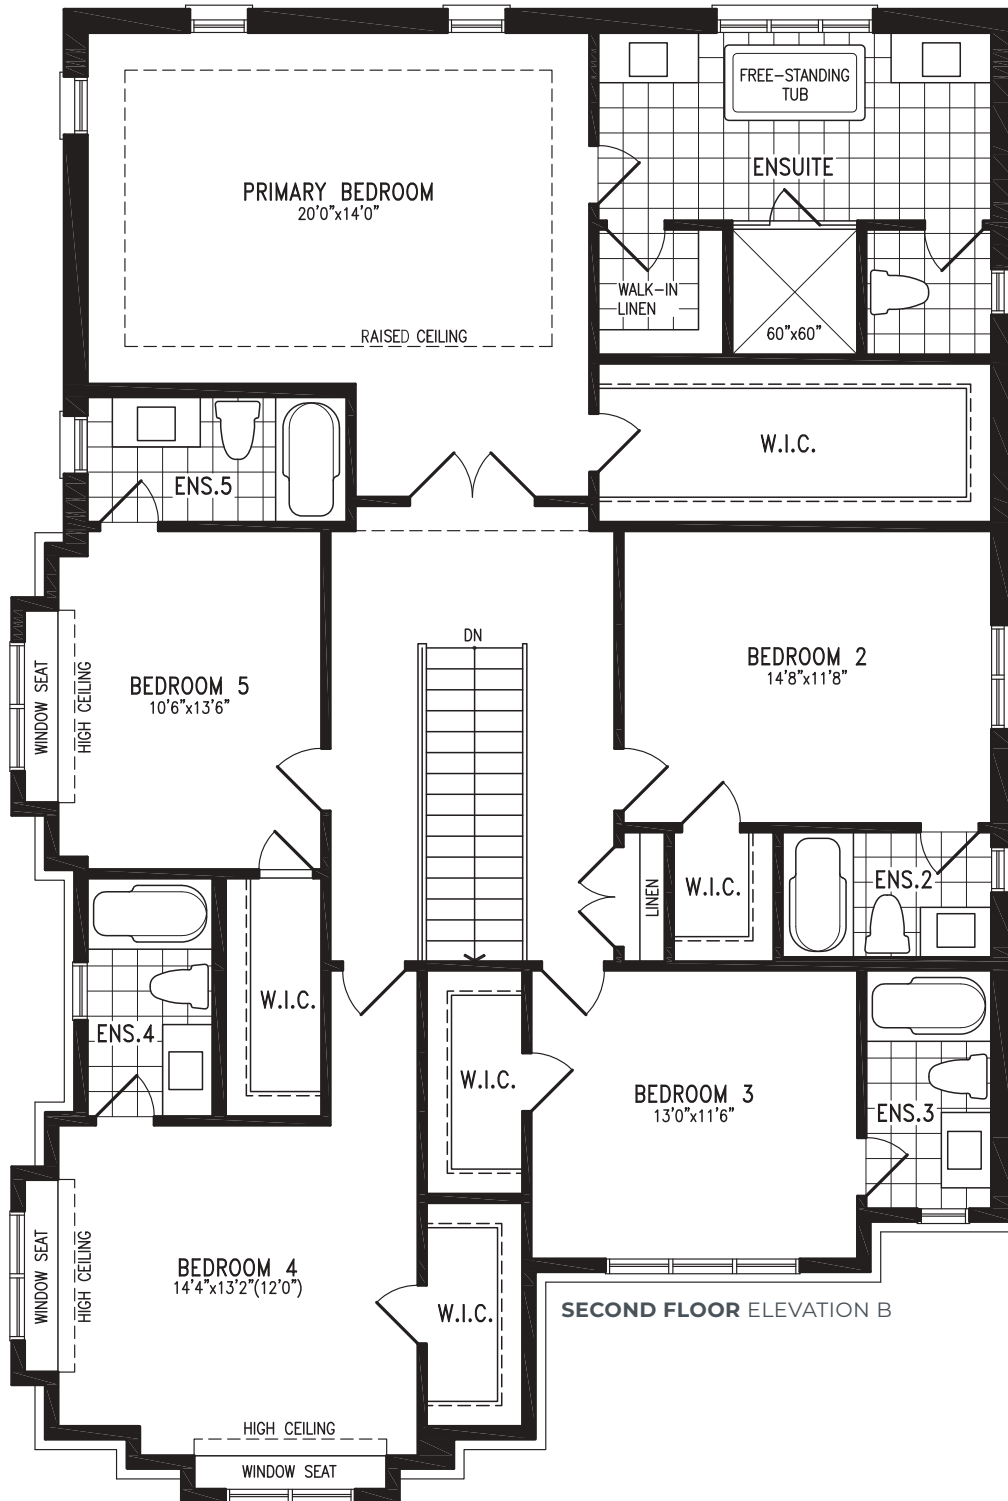 FREE-STANDING
TUB
ENSUITE
PRIMARY BEDROOM
20'0"x14'0"
WALK-IN
LINEN
60"x60"
RAISED CEILING
W.I.C.
ENS.5
DN
BEDROOM 2
14'8"x11'8"
BEDROOM 5
10'6"x13'6"
WINDOW SEAT
HIGH CEILING
LINEN
W.I.C.
ENS.2
W.I.C.
ENS.4
W.I.C.
BEDROOM 3
13'0"x11'6"
ENS.3
BEDROOM 4
14'4"x13'2"(12'0")
WINDOW SEAT
HIGH CEILING
W.I.C.
SECOND FLOOR ELEVATION B
HIGH CEILING
WINDOW SEAT